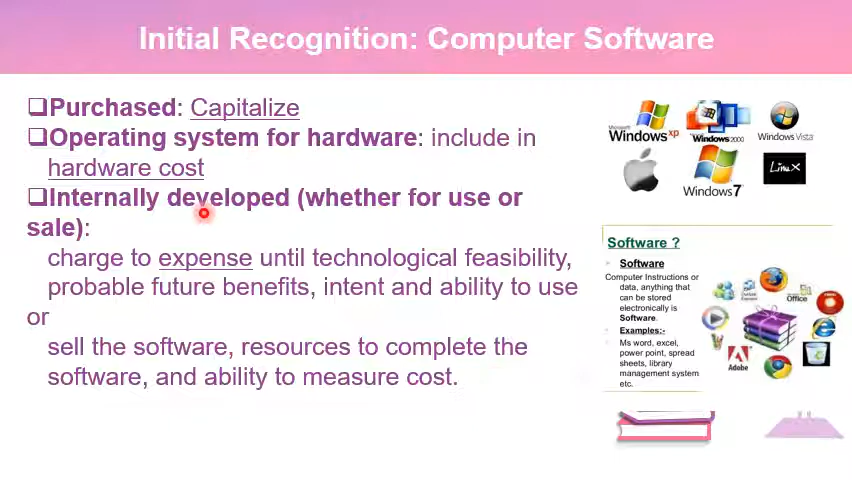 Initial Recognition: Computer Software
❑Purchased: Capitalize
❑Operating system for hardware: include in
hardware cost
❑Internally developed (whether for use or
sale):
charge to expense until technological feasibility,
probable future benefits, intent and ability to use
or
sell the software, resources to complete the
software, and ability to measure cost.
Microsoft
Windows xp
Windows 2000
Windows Vista
Windows 7
Linux
Software ?
Software
Computer Instructions or
data, anything that
can be stored
electronically is
Software.
Examples:-
Ms word, excel,
power point, spread
sheets, library
management system
etc.
Office
Adobe